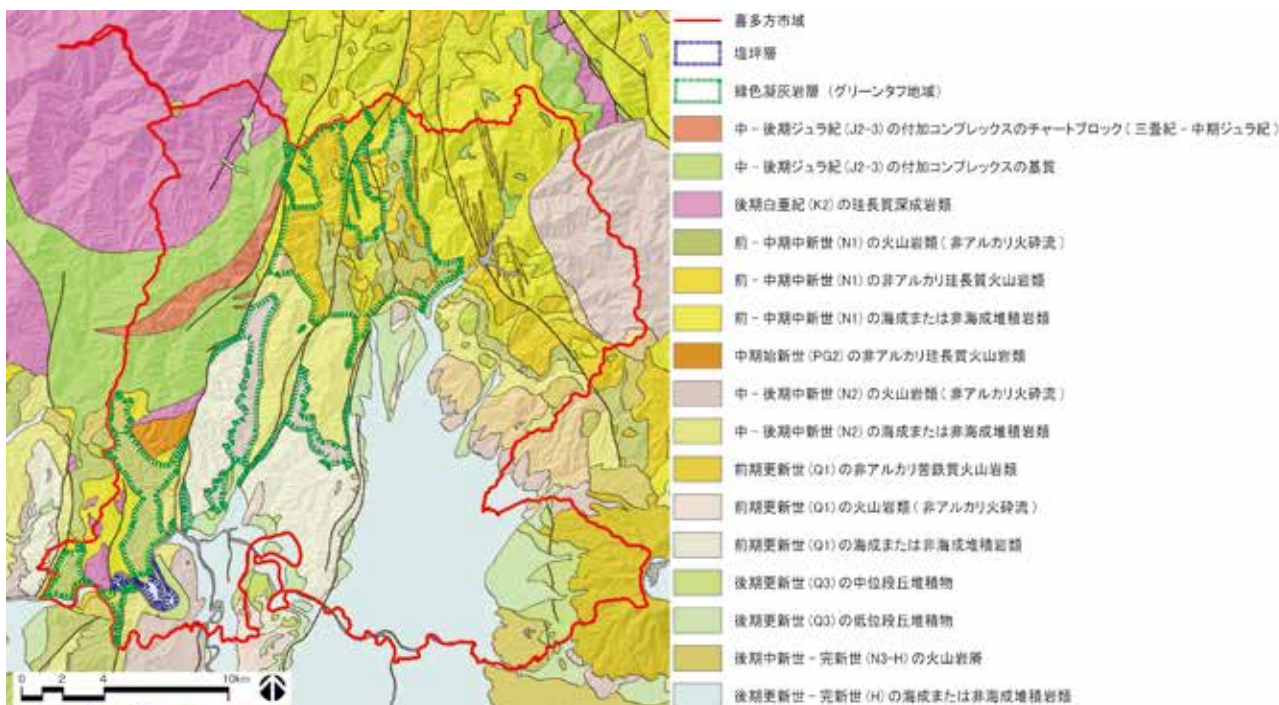 喜多方市域
塩坪層
緑色凝灰岩層（グリーンタフ地域）
中－後期ジュラ紀(J2-3)の付加コンプレックスのチャートブロック(三畳紀－中期ジュラ紀)
中－後期ジュラ紀(J2-3)の付加コンプレックスの基質
後期白亜紀(K2)の珪長質深成岩類
前－中期中新世(N1)の火山岩類(非アルカリ火砕流)
前－中期中新世(N1)の非アルカリ珪長質火山岩類
前－中期中新世(N1)の海成または非海成堆積岩類
中期始新世(PG2)の非アルカリ珪長質火山岩類
中－後期中新世(N2)の火山岩類(非アルカリ火砕流)
中－後期中新世(N2)の海成または非海成堆積岩類
前期更新世(Q1)の非アルカリ苦鉄質火山岩類
前期更新世(Q1)の火山岩類(非アルカリ火砕流)
前期更新世(Q1)の海成または非海成堆積岩類
後期更新世(Q3)の中位段丘堆積物
後期更新世(Q3)の低位段丘堆積物
後期中新世－完新世(N3-H)の火山岩屑
後期更新世－完新世(H)の海成または非海成堆積岩類
0 2 4 10km